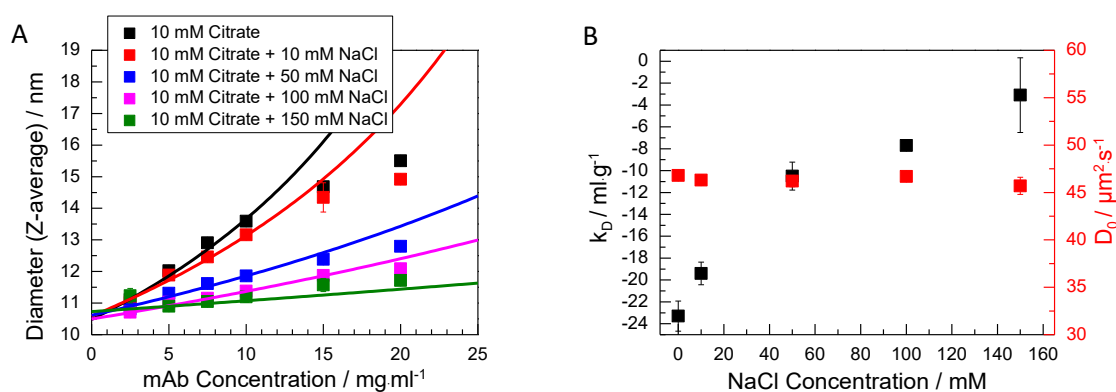 A
10 mM Citrate
10 mM Citrate + 10 mM NaCl
10 mM Citrate + 50 mM NaCl
10 mM Citrate + 100 mM NaCl
10 mM Citrate + 150 mM NaCl
19
18
17
16
15
14
13
12
11
10
Diameter (Z-average) / nm
0 5 10 15 20 25
mAb Concentration / mg.ml⁻¹
B
0
-2
-4
-6
-8
-10
-12
-14
-16
-18
-20
-22
-24
k_D / ml.g⁻¹
60
55
50
45
40
35
30
D₀ / µm²·s⁻¹
0 20 40 60 80 100 120 140 160
NaCl Concentration / mM